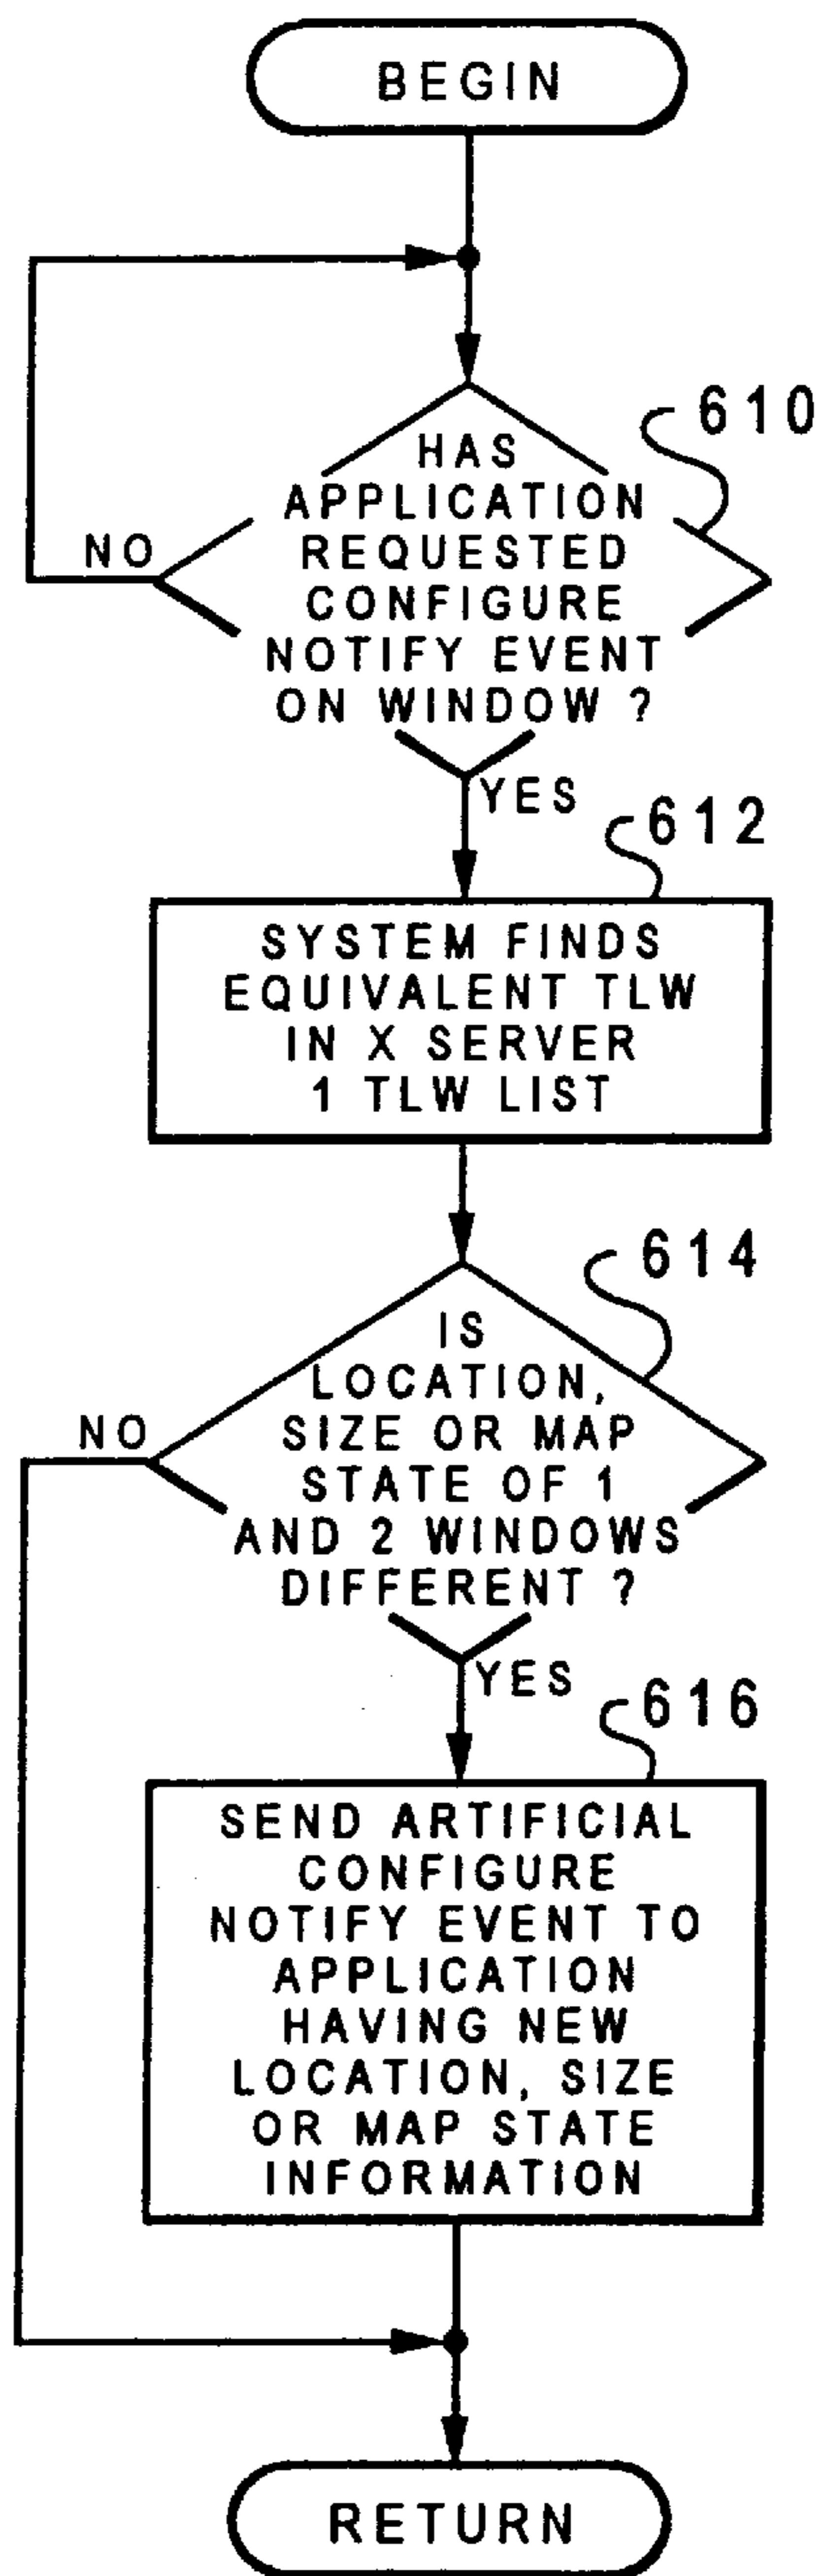 BEGIN
610
HAS
APPLICATION
NO
REQUESTED
CONFIGURE
NOTIFY EVENT
ON WINDOW ?
YES
612
SYSTEM FINDS
EQUIVALENT TLW
IN X SERVER
1 TLW LIST
614
IS
LOCATION,
NO
SIZE OR MAP
STATE OF 1
AND 2 WINDOWS
DIFFERENT ?
YES
616
SEND ARTIFICIAL
CONFIGURE
NOTIFY EVENT TO
APPLICATION
HAVING NEW
LOCATION, SIZE
OR MAP STATE
INFORMATION
RETURN